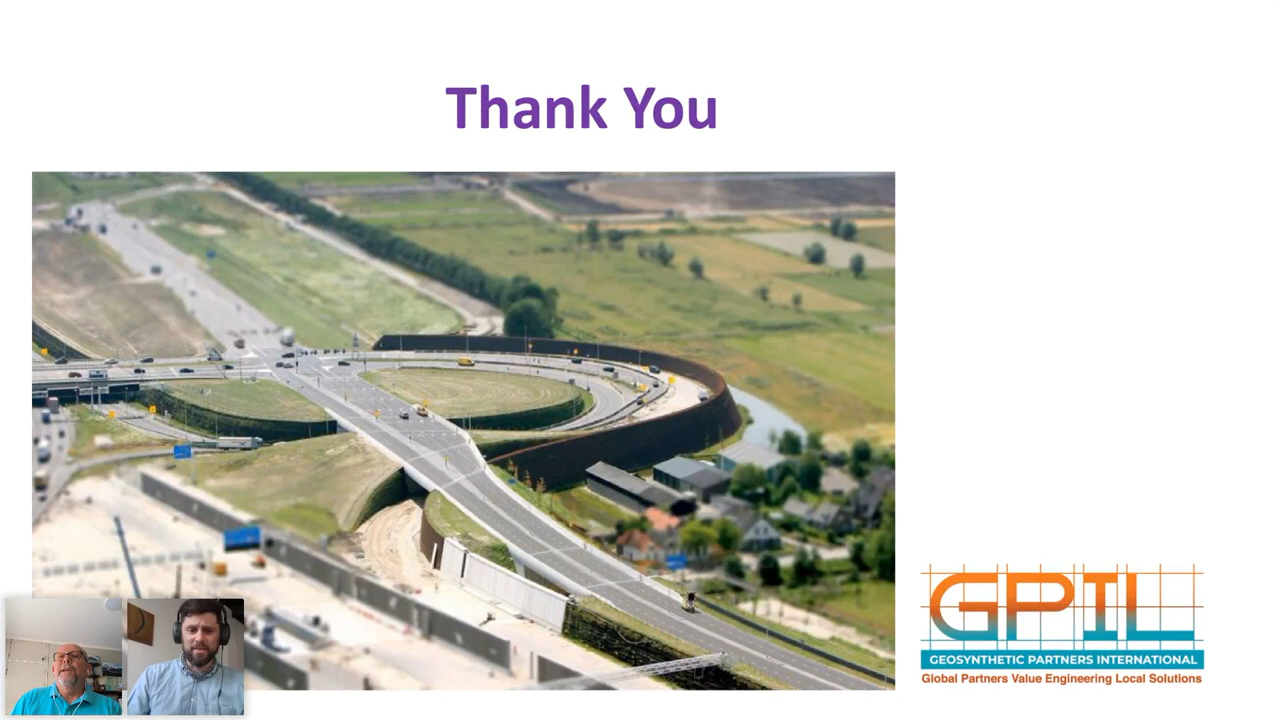 Thank You
GPIL
GEOSYNTHETIC PARTNERS INTERNATIONAL
Global Partners Value Engineering Local Solutions